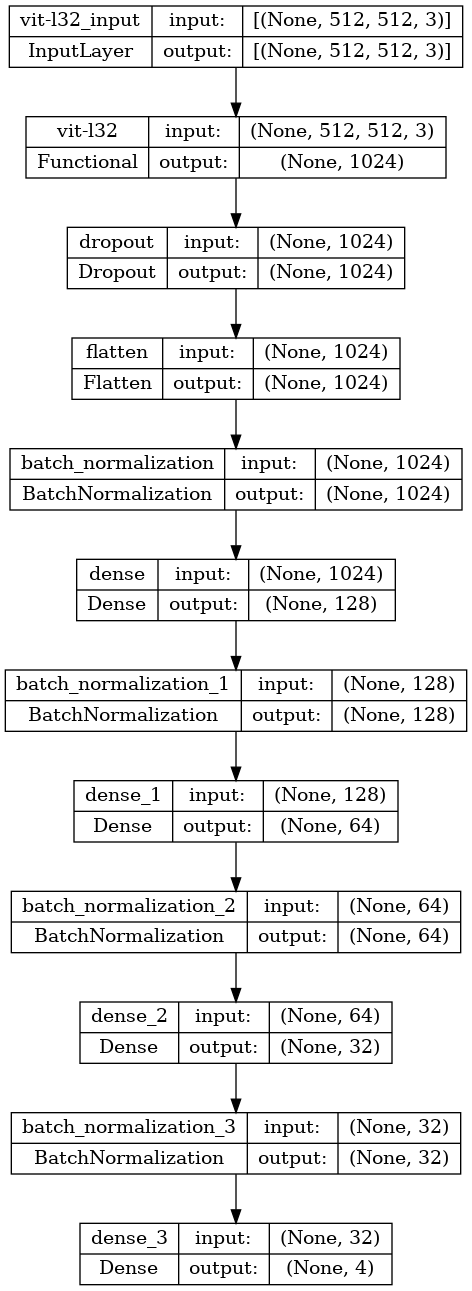 vit-l32_input input: [(None, 512, 512, 3)]
InputLayer output: [(None, 512, 512, 3)]
vit-l32 input: (None, 512, 512, 3)
Functional output: (None, 1024)
dropout input: (None, 1024)
Dropout output: (None, 1024)
flatten input: (None, 1024)
Flatten output: (None, 1024)
batch_normalization input: (None, 1024)
BatchNormalization output: (None, 1024)
dense input: (None, 1024)
Dense output: (None, 128)
batch_normalization_1 input: (None, 128)
BatchNormalization output: (None, 128)
dense_1 input: (None, 128)
Dense output: (None, 64)
batch_normalization_2 input: (None, 64)
BatchNormalization output: (None, 64)
dense_2 input: (None, 64)
Dense output: (None, 32)
batch_normalization_3 input: (None, 32)
BatchNormalization output: (None, 32)
dense_3 input: (None, 32)
Dense output: (None, 4)